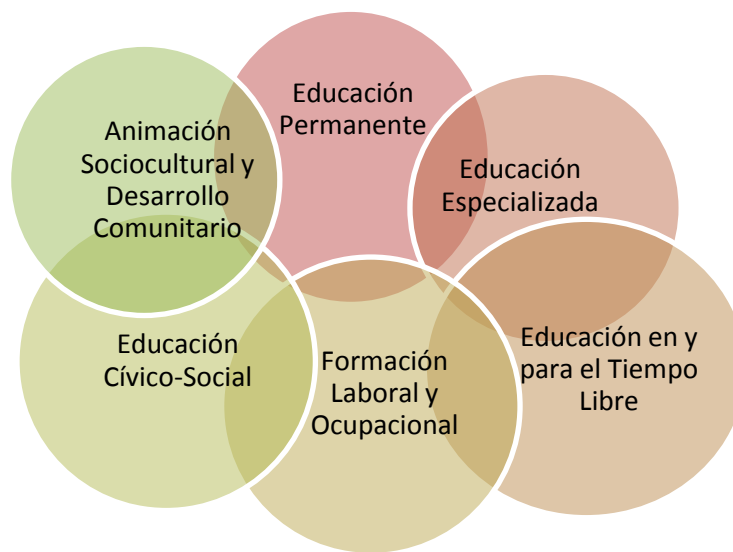 Educación
Permanente
Animación
Sociocultural y
Desarrollo
Comunitario
Educación
Especializada
Educación
Cívico-Social
Formación
Laboral y
Ocupacional
Educación en y
para el Tiempo
Libre